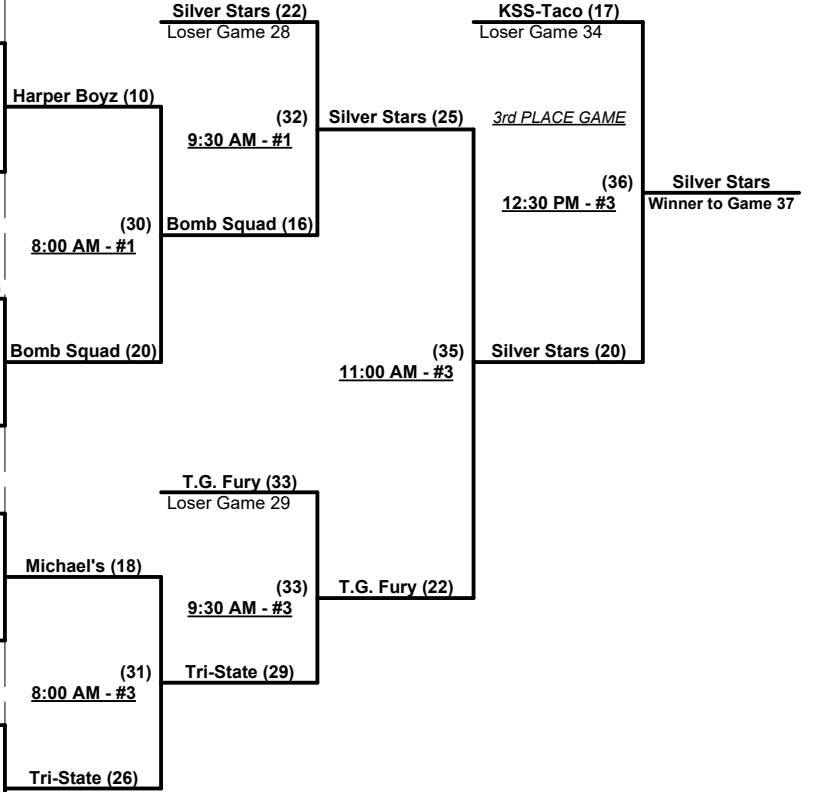 Silver Stars (22)
Loser Game 28
KSS-Taco (17)
Loser Game 34
Harper Boyz (10)
(32)
9:30 AM - #1
Silver Stars (25)
3rd PLACE GAME
(36)
12:30 PM - #3
Silver Stars
Winner to Game 37
(30)
8:00 AM - #1
Bomb Squad (16)
Bomb Squad (20)
(35)
11:00 AM - #3
Silver Stars (20)
T.G. Fury (33)
Loser Game 29
Michael's (18)
(33)
9:30 AM - #3
T.G. Fury (22)
(31)
8:00 AM - #3
Tri-State (29)
Tri-State (26)